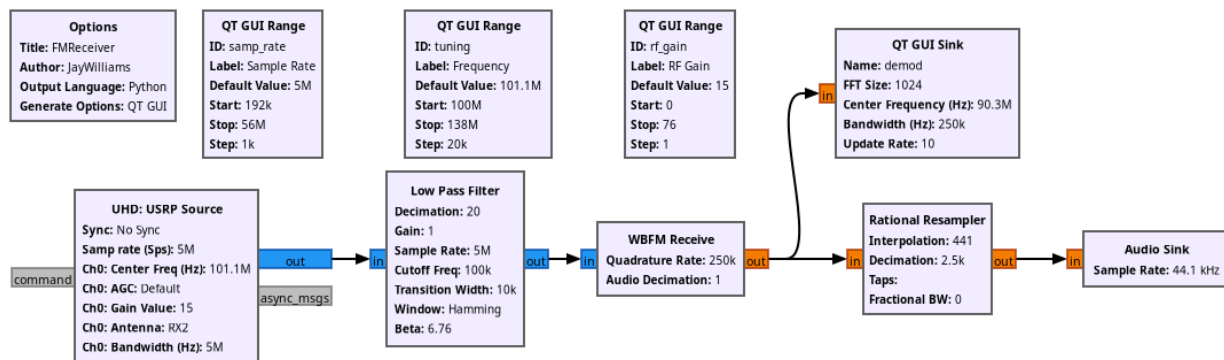 Options
Title: FMReceiver
Author: JayWilliams
Output Language: Python
Generate Options: QT GUI
QT GUI Range
ID: samp_rate
Label: Sample Rate
Default Value: 5M
Start: 192k
Stop: 56M
Step: 1k
QT GUI Range
ID: tuning
Label: Frequency
Default Value: 101.1M
Start: 100M
Stop: 138M
Step: 20k
QT GUI Range
ID: rf_gain
Label: RF Gain
Default Value: 15
Start: 0
Stop: 76
Step: 1
QT GUI Sink
Name: demod
FFT Size: 1024
Center Frequency (Hz): 90.3M
Bandwidth (Hz): 250k
Update Rate: 10
in
UHD: USRP Source
Sync: No Sync
Samp rate (Sps): 5M
Ch0: Center Freq (Hz): 101.1M
Ch0: AGC: Default
Ch0: Gain Value: 15
Ch0: Antenna: RX2
Ch0: Bandwidth (Hz): 5M
command
out
async_msgs
in
Low Pass Filter
Decimation: 20
Gain: 1
Sample Rate: 5M
Cutoff Freq: 100k
Transition Width: 10k
Window: Hamming
Beta: 6.76
out
in
WBFM Receive
Quadrature Rate: 250k
Audio Decimation: 1
out
in
Rational Resampler
Interpolation: 441
Decimation: 2.5k
Taps:
Fractional BW: 0
out
in
Audio Sink
Sample Rate: 44.1 kHz